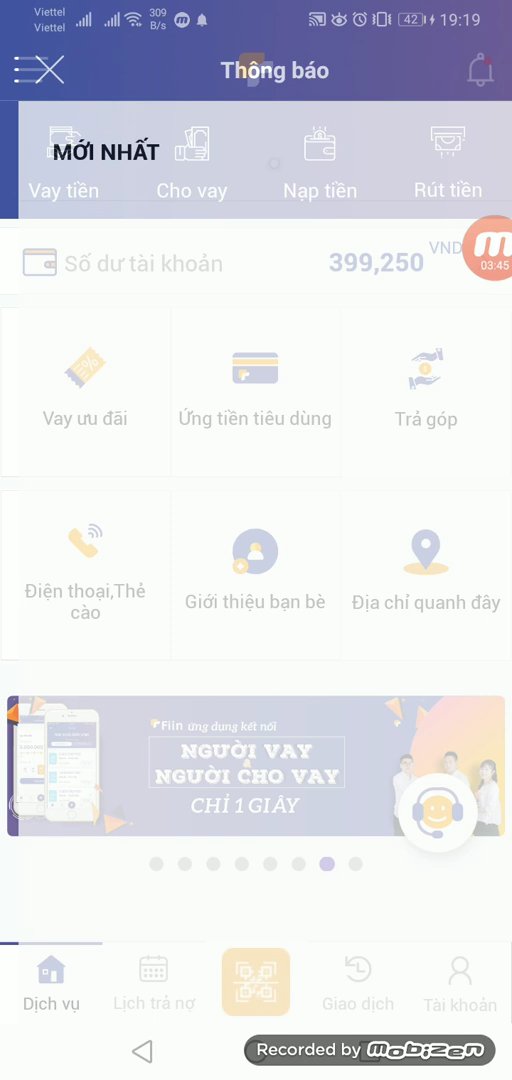 Viettel
Viettel
309
B/s
42
19:19
Thông báo
MỚI NHẤT
Vay tiền
Cho vay
Nạp tiền
Rút tiền
Số dư tài khoản
399,250
VND
03:45
Vay ưu đãi
Ứng tiền tiêu dùng
Trả góp
Điện thoại,Thẻ
cào
Giới thiệu bạn bè
Địa chỉ quanh đây
Fiin ứng dụng kết nối
NGƯỜI VAY
&
NGƯỜI CHO VAY
CHỈ 1 GIÂY
Dịch vụ
Lịch trả nợ
Giao dịch
Tài khoản
Recorded by mobizen